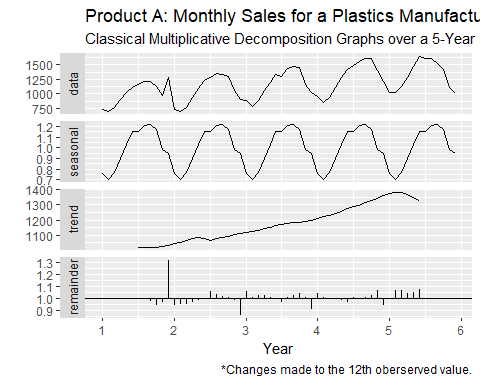 Product A: Monthly Sales for a Plastics Manufactu
Classical Multiplicative Decomposition Graphs over a 5-Year
data
1500
1250
1000
750
seasonal
1.2
1.1
1.0
0.9
0.8
0.7
trend
1400
1300
1200
1100
remainder
1.3
1.2
1.1
1.0
0.9
1 2 3 4 5 6
Year
*Changes made to the 12th oberserved value.